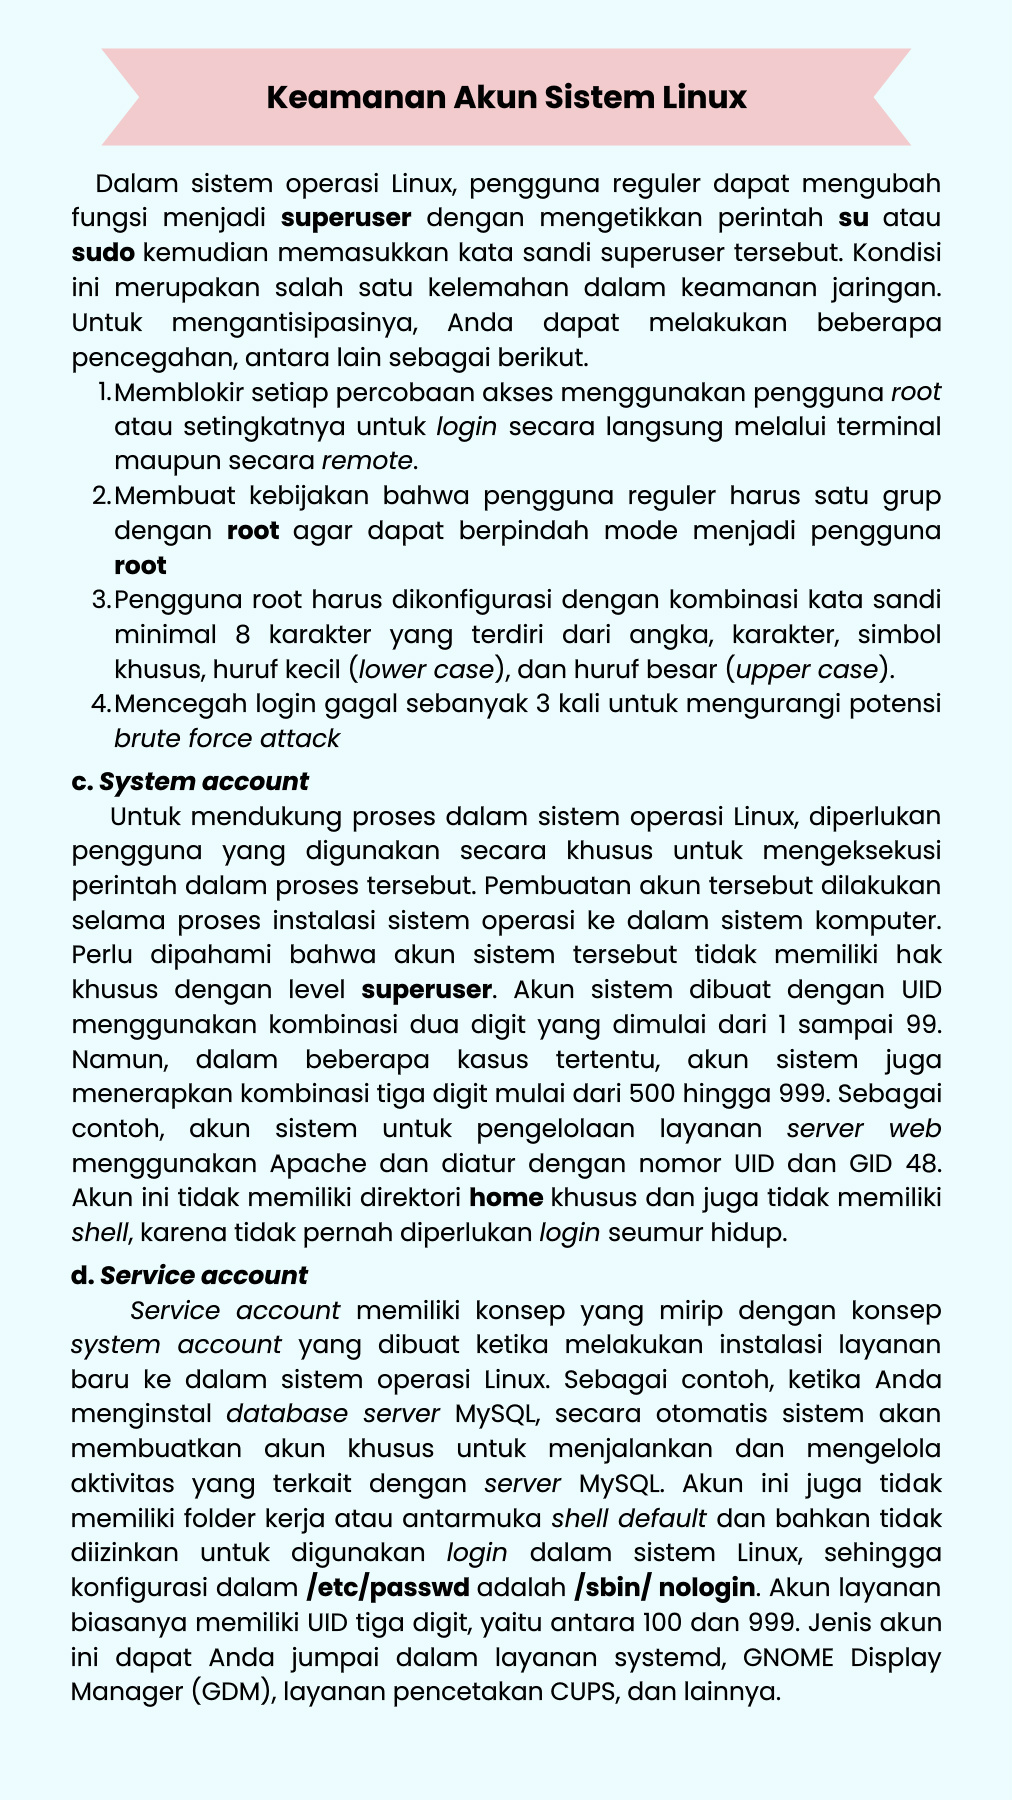 Keamanan Akun Sistem Linux
Dalam sistem operasi Linux, pengguna reguler dapat mengubah
fungsi menjadi superuser dengan mengetikkan perintah su atau
sudo kemudian memasukkan kata sandi superuser tersebut. Kondisi
ini merupakan salah satu kelemahan dalam keamanan jaringan.
Untuk mengantisipasinya, Anda dapat melakukan beberapa
pencegahan, antara lain sebagai berikut.
1. Memblokir setiap percobaan akses menggunakan pengguna root
atau setingkatnya untuk login secara langsung melalui terminal
maupun secara remote.
2. Membuat kebijakan bahwa pengguna reguler harus satu grup
dengan root agar dapat berpindah mode menjadi pengguna
root
3. Pengguna root harus dikonfigurasi dengan kombinasi kata sandi
minimal 8 karakter yang terdiri dari angka, karakter, simbol
khusus, huruf kecil (lower case), dan huruf besar (upper case).
4. Mencegah login gagal sebanyak 3 kali untuk mengurangi potensi
brute force attack
c. System account
Untuk mendukung proses dalam sistem operasi Linux, diperlukan
pengguna yang digunakan secara khusus untuk mengeksekusi
perintah dalam proses tersebut. Pembuatan akun tersebut dilakukan
selama proses instalasi sistem operasi ke dalam sistem komputer.
Perlu dipahami bahwa akun sistem tersebut tidak memiliki hak
khusus dengan level superuser. Akun sistem dibuat dengan UID
menggunakan kombinasi dua digit yang dimulai dari 1 sampai 99.
Namun, dalam beberapa kasus tertentu, akun sistem juga
menerapkan kombinasi tiga digit mulai dari 500 hingga 999. Sebagai
contoh, akun sistem untuk pengelolaan layanan server web
menggunakan Apache dan diatur dengan nomor UID dan GID 48.
Akun ini tidak memiliki direktori home khusus dan juga tidak memiliki
shell, karena tidak pernah diperlukan login seumur hidup.
d. Service account
Service account memiliki konsep yang mirip dengan konsep
system account yang dibuat ketika melakukan instalasi layanan
baru ke dalam sistem operasi Linux. Sebagai contoh, ketika Anda
menginstal database server MySQL, secara otomatis sistem akan
membuatkan akun khusus untuk menjalankan dan mengelola
aktivitas yang terkait dengan server MySQL. Akun ini juga tidak
memiliki folder kerja atau antarmuka shell default dan bahkan tidak
diizinkan untuk digunakan login dalam sistem Linux, sehingga
konfigurasi dalam /etc/passwd adalah /sbin/ nologin. Akun layanan
biasanya memiliki UID tiga digit, yaitu antara 100 dan 999. Jenis akun
ini dapat Anda jumpai dalam layanan systemd, GNOME Display
Manager (GDM), layanan pencetakan CUPS, dan lainnya.